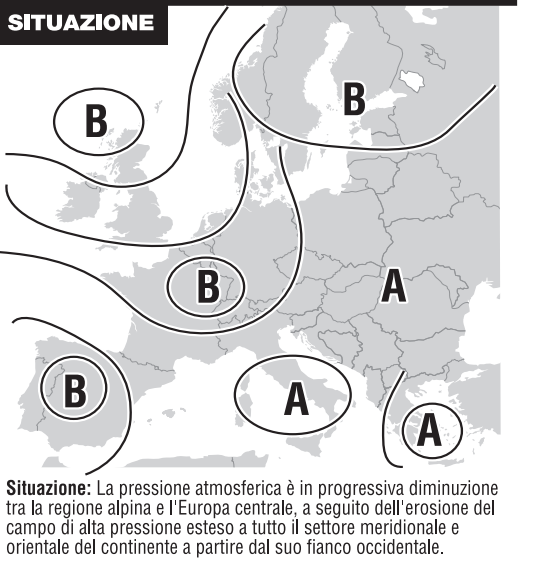 SITUAZIONE
B
B
B
A
B
A
A
Situazione: La pressione atmosferica è in progressiva diminuzione
tra la regione alpina e l'Europa centrale, a seguito dell'erosione del
campo di alta pressione esteso a tutto il settore meridionale e
orientale del continente a partire dal suo fianco occidentale.